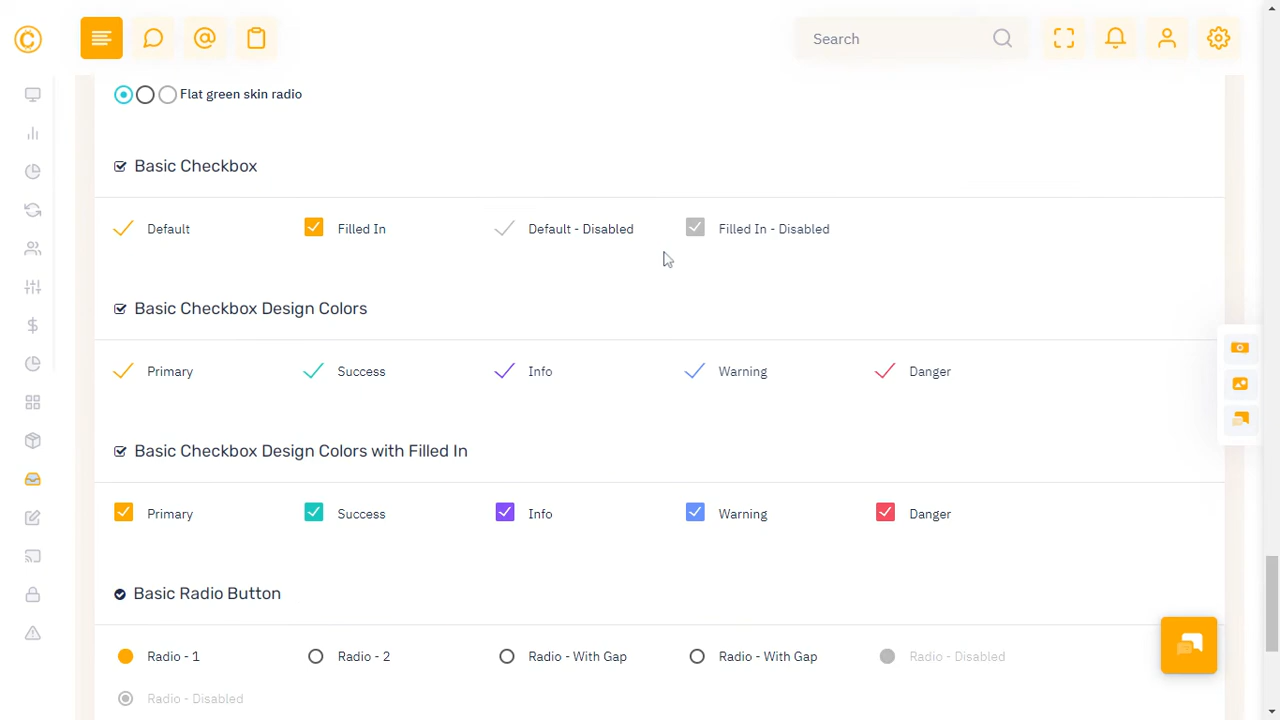 Search
Flat green skin radio
Basic Checkbox
Default
Filled In
Default - Disabled
Filled In - Disabled
Basic Checkbox Design Colors
Primary
Success
Info
Warning
Danger
Basic Checkbox Design Colors with Filled In
Primary
Success
Info
Warning
Danger
Basic Radio Button
Radio - 1
Radio - 2
Radio - With Gap
Radio - With Gap
Radio - Disabled
Radio - Disabled